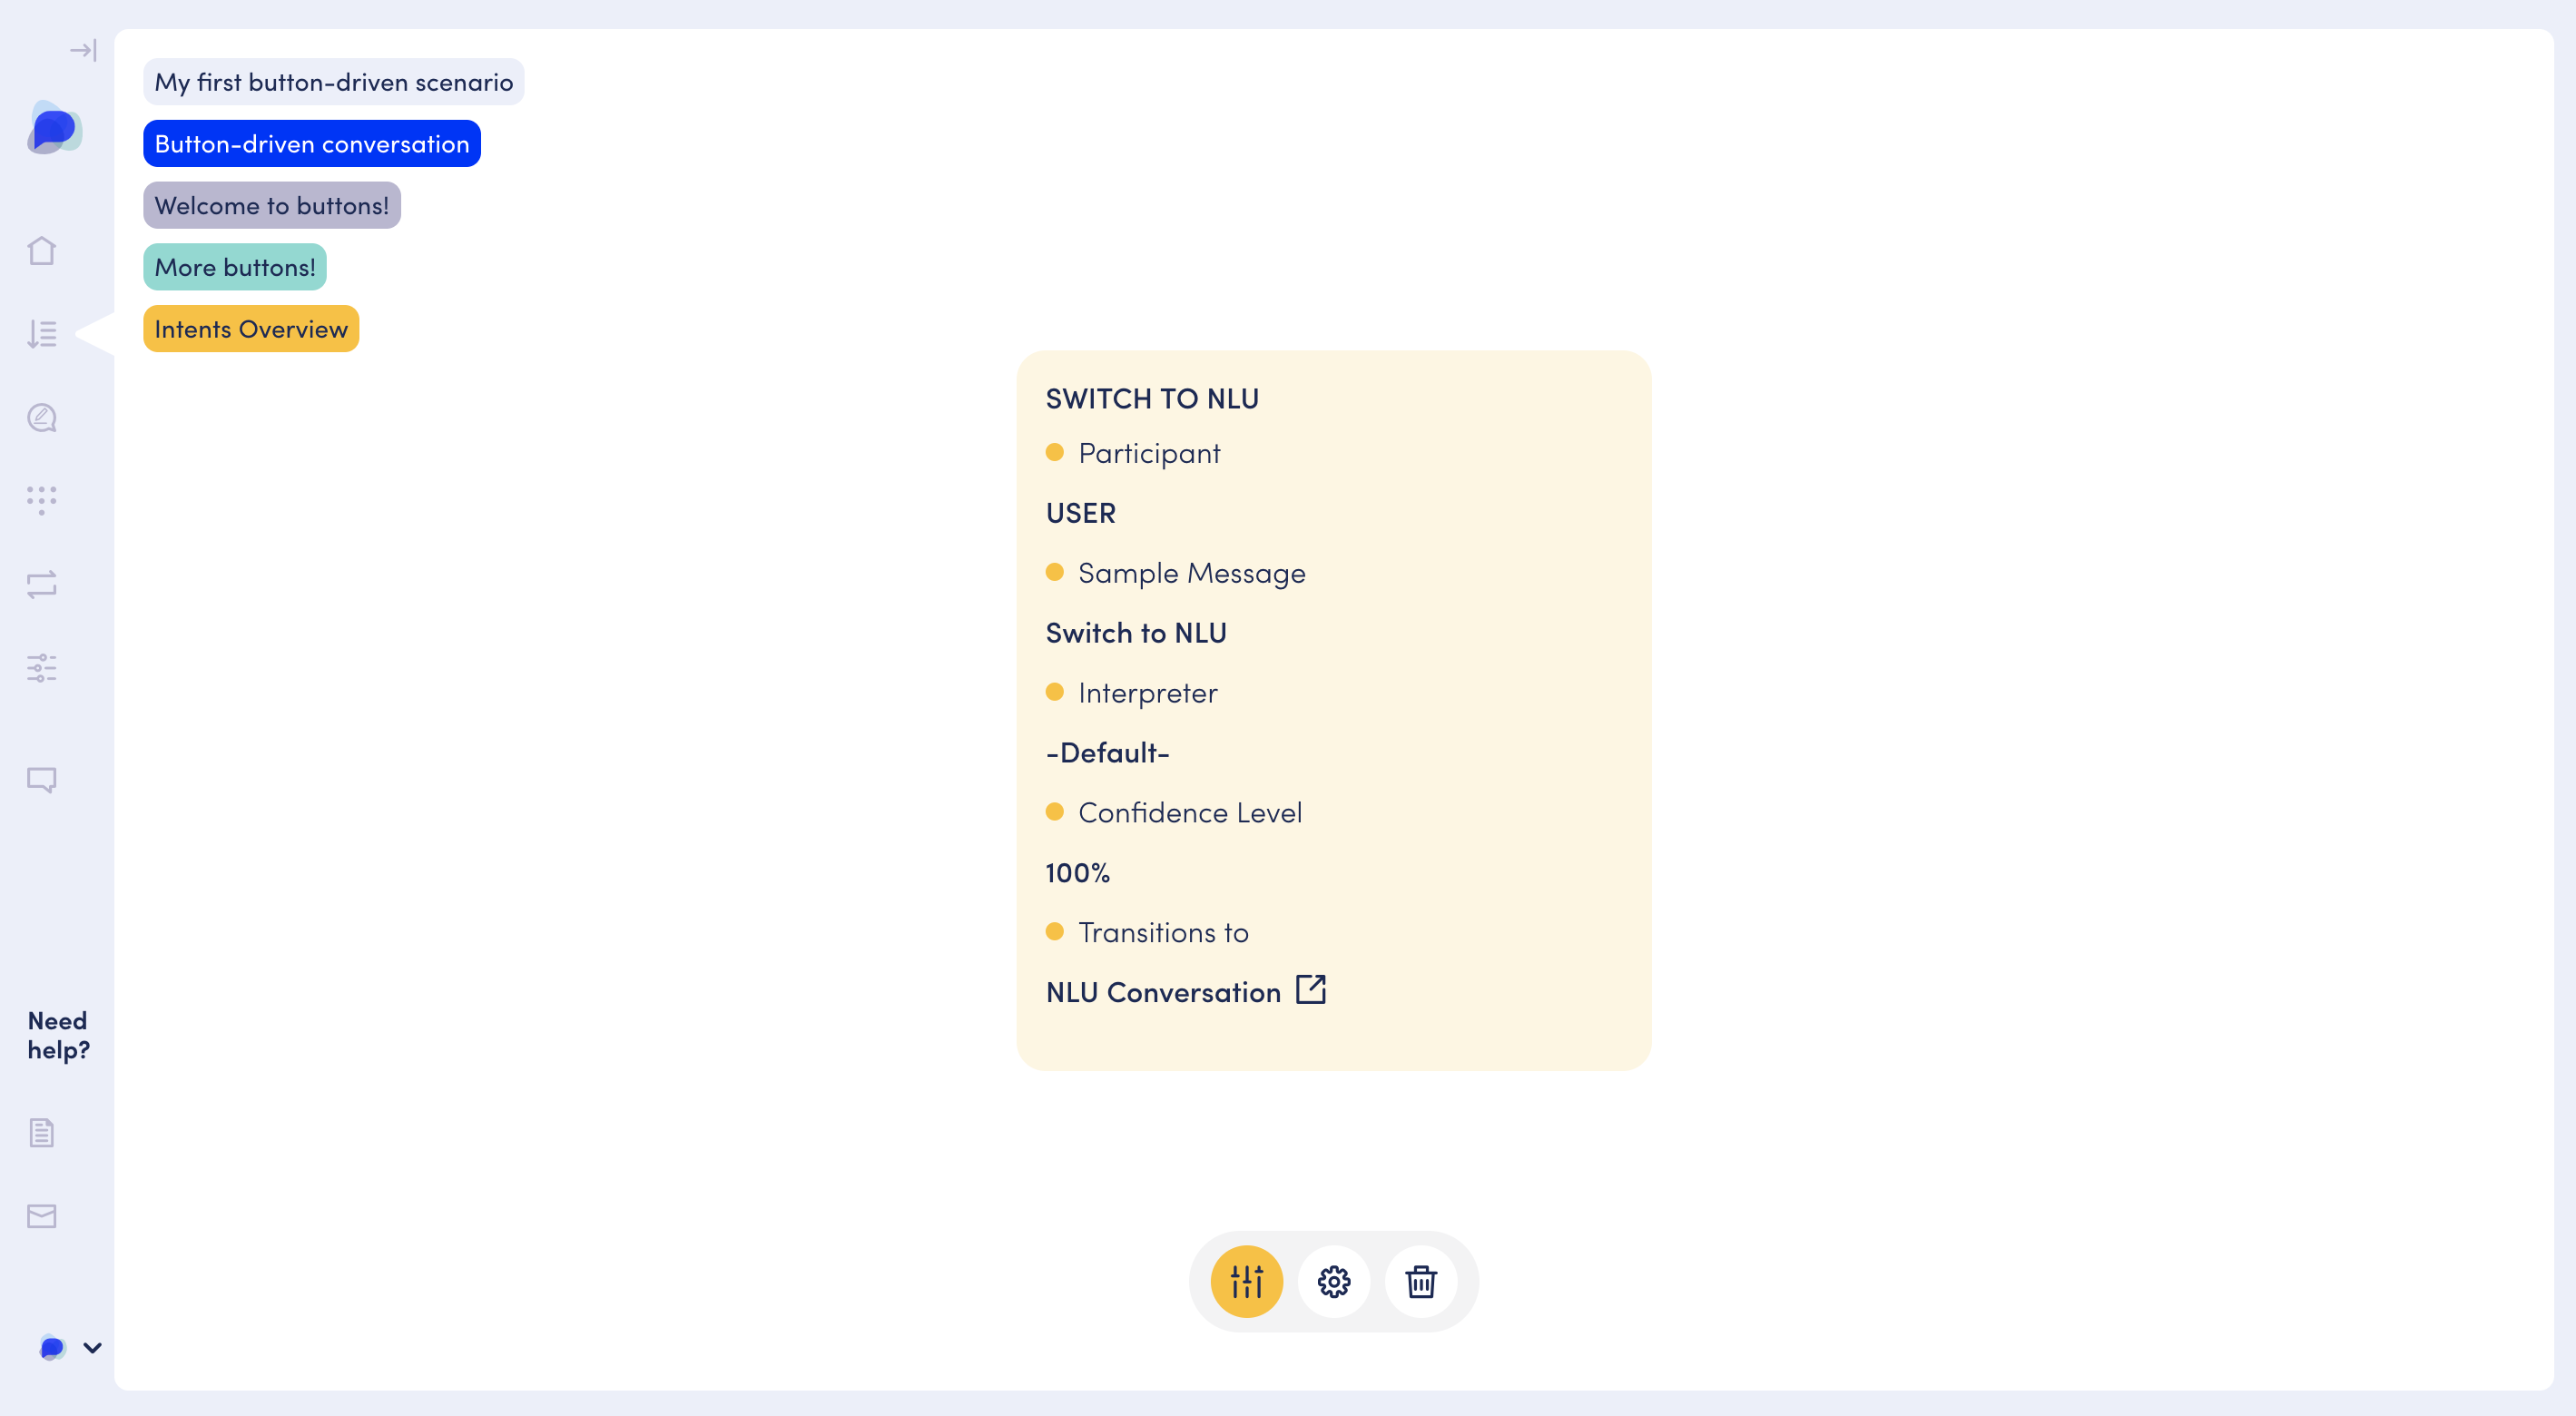 My first button-driven scenario
Button-driven conversation
Welcome to buttons!
More buttons!
Intents Overview
SWITCH TO NLU
Participant
USER
Sample Message
Switch to NLU
Interpreter
-Default-
Confidence Level
100%
Transitions to
NLU Conversation
Need
help?